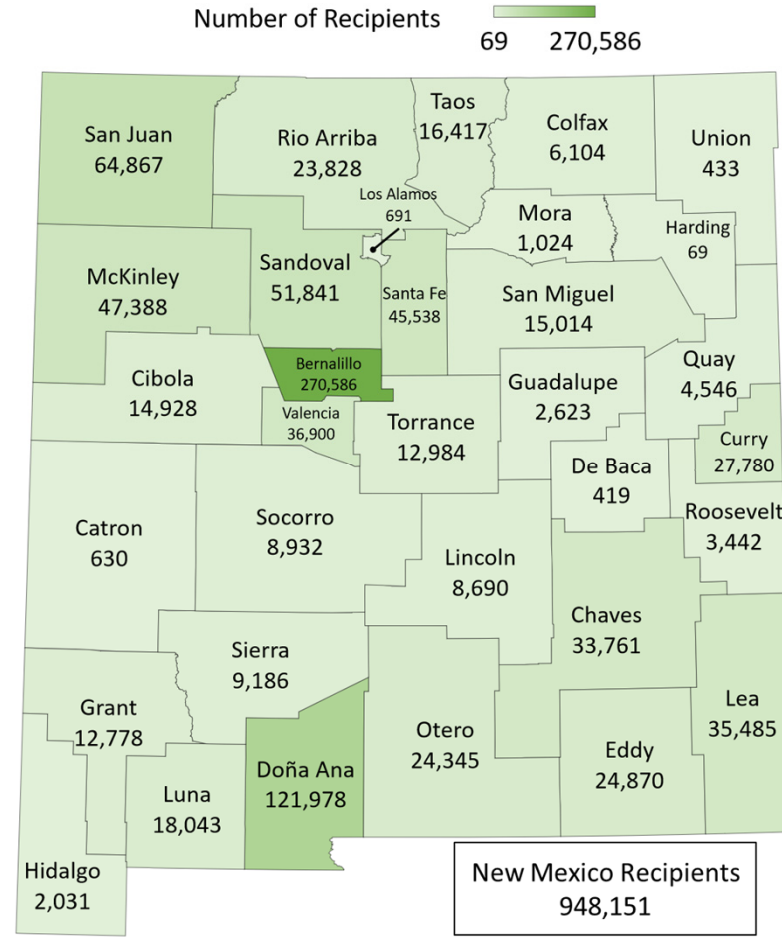 Number of Recipients
69 270,586
San Juan
64,867
Rio Arriba
23,828
Taos
16,417
Colfax
6,104
Union
433
Los Alamos
691
Mora
1,024
Harding
69
McKinley
47,388
Sandoval
51,841
Santa Fe
45,538
San Miguel
15,014
Cibola
14,928
Bernalillo
270,586
Valencia
36,900
Torrance
12,984
Guadalupe
2,623
Quay
4,546
Curry
27,780
De Baca
419
Roosevelt
3,442
Catron
630
Socorro
8,932
Lincoln
8,690
Chaves
33,761
Sierra
9,186
Grant
12,778
Lea
35,485
Otero
24,345
Eddy
24,870
Doña Ana
121,978
Luna
18,043
Hidalgo
2,031
New Mexico Recipients
948,151